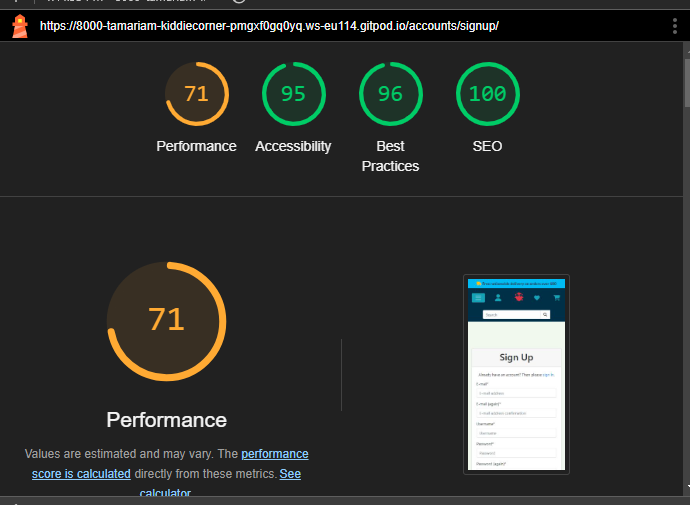 https://8000-tamariam-kiddiecorner-pmgxf0gq0yq.ws-eu114.gitpod.io/accounts/signup/
71
95
96
100
Performance
Accessibility
Best
Practices
SEO
71
Performance
Values are estimated and may vary. The performance
score is calculated directly from these metrics. See
calculator
Search
Sign Up
Already have an account? Then please sign in.
E-mail*
E-mail address
E-mail (again)*
E-mail address confirmation
Username*
Username
Password*
Password
Password (again)*